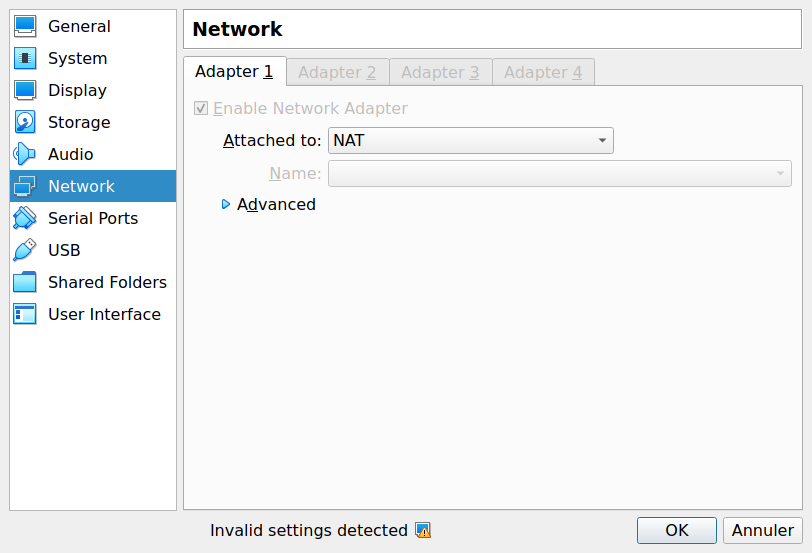 General
System
Display
Storage
Audio
Network
Serial Ports
USB
Shared Folders
User Interface
Network
Adapter 1
Adapter 2
Adapter 3
Adapter 4
Enable Network Adapter
Attached to: NAT
Name:
Advanced
Invalid settings detected
OK
Annuler